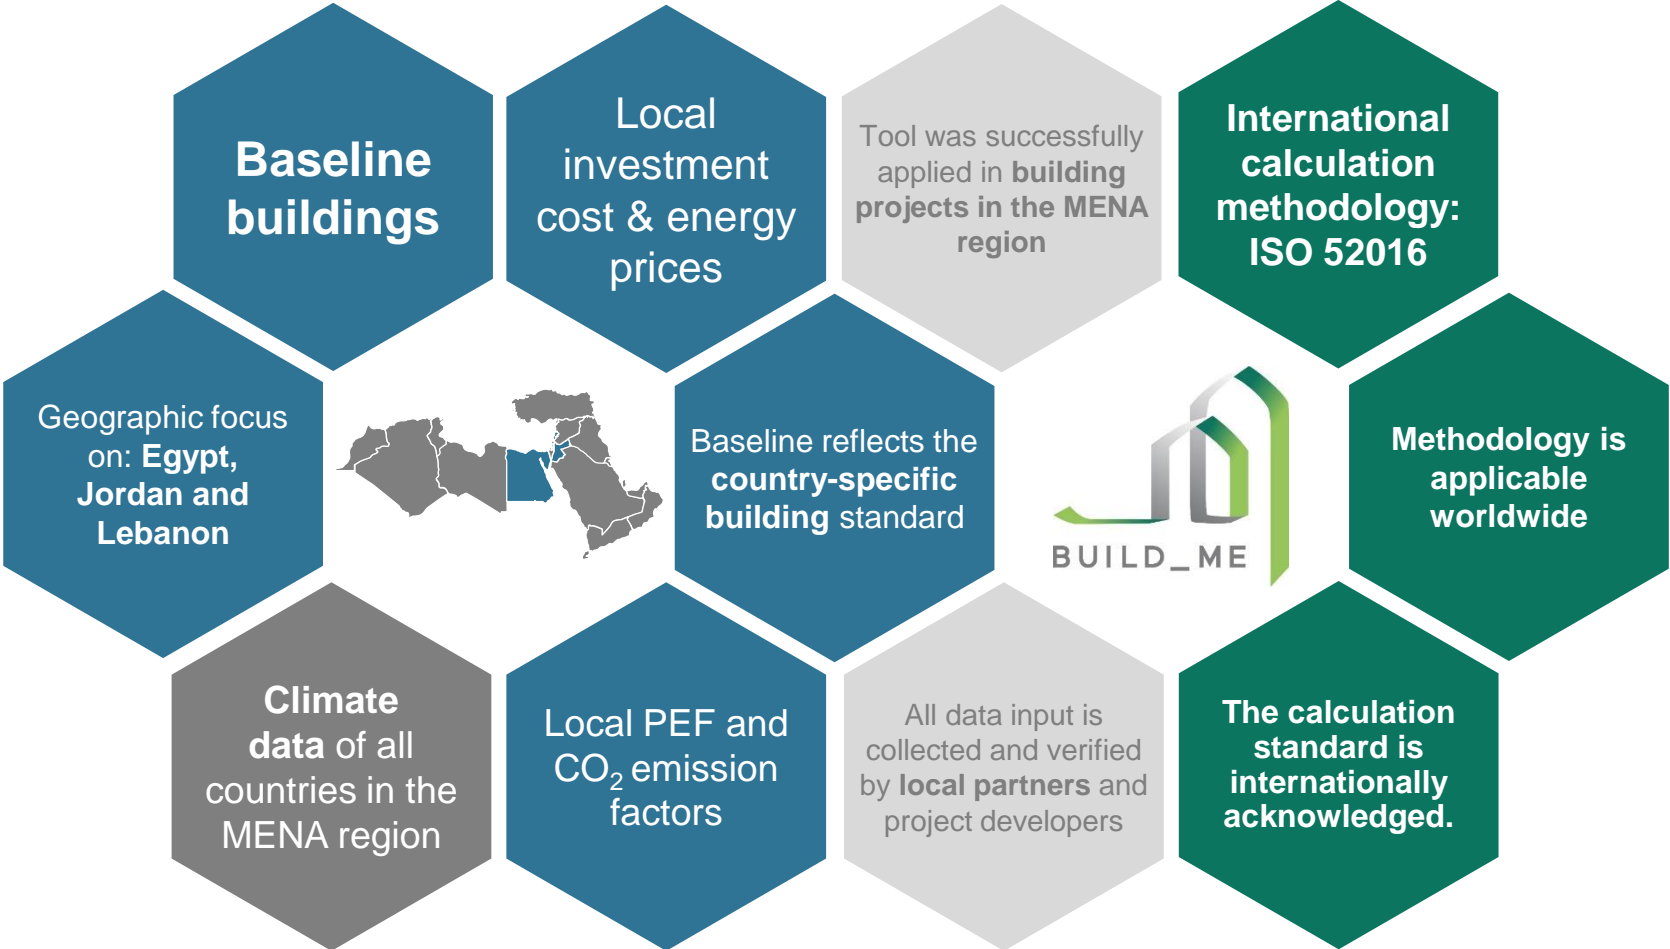 Baseline
buildings
Local
investment
cost & energy
prices
Tool was successfully
applied in building
projects in the MENA
region
International
calculation
methodology:
ISO 52016
Geographic focus
on: Egypt,
Jordan and
Lebanon
Baseline reflects the
country-specific
building standard
BUILD_ME
Methodology is
applicable
worldwide
Climate
data of all
countries in the
MENA region
Local PEF and
CO₂ emission
factors
All data input is
collected and verified
by local partners and
project developers
The calculation
standard is
internationally
acknowledged.